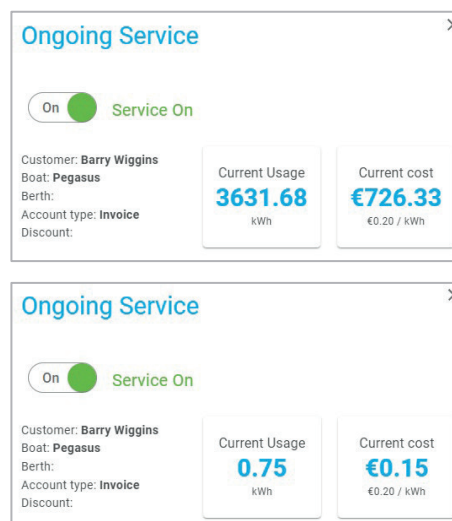 Ongoing Service
On
Service On
Customer: Barry Wiggins
Boat: Pegasus
Berth:
Account type: Invoice
Discount:
Current Usage
3631.68
kWh
Current cost
€726.33
€0.20 / kWh
Ongoing Service
On
Service On
Customer: Barry Wiggins
Boat: Pegasus
Berth:
Account type: Invoice
Discount:
Current Usage
0.75
kWh
Current cost
€0.15
€0.20 / kWh